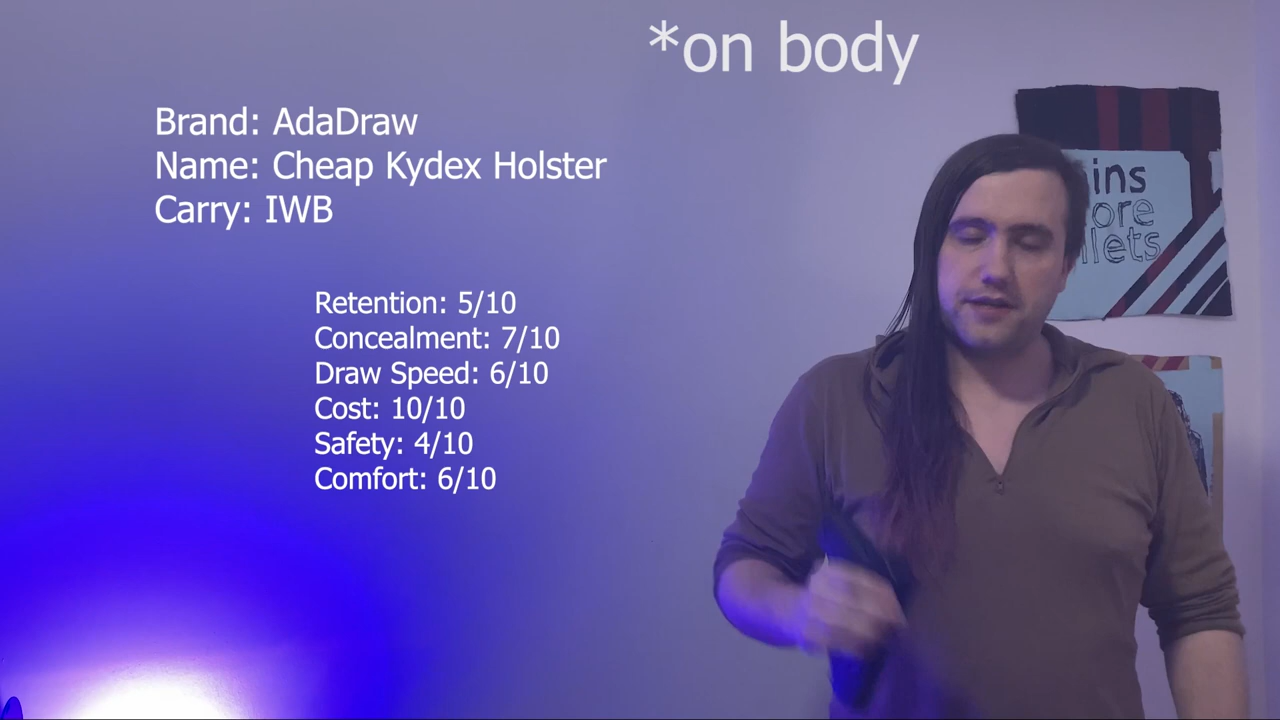 *on body
Brand: AdaDraw
Name: Cheap Kydex Holster
Carry: IWB
Retention: 5/10
Concealment: 7/10
Draw Speed: 6/10
Cost: 10/10
Safety: 4/10
Comfort: 6/10